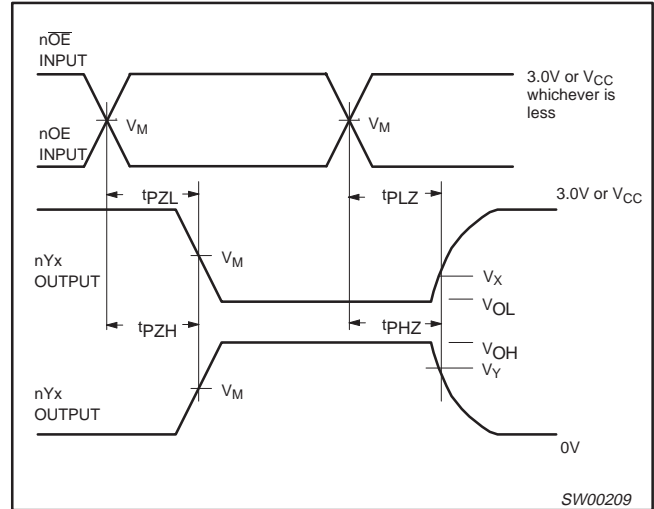 nOE
INPUT
3.0V or VCC
whichever is
less
VM
VM
nOE
INPUT
tPZL
tPLZ
3.0V or VCC
nYx
OUTPUT
VM
VX
VOL
tPZH
tPHZ
VOH
VY
nYx
OUTPUT
VM
0V
SW00209